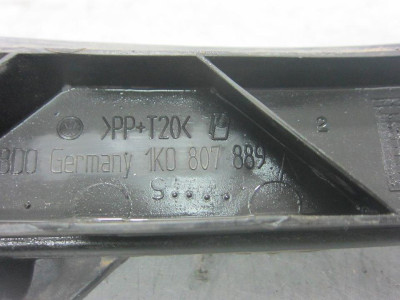 >PP+T20<
Germany 1K0 807 889
S....